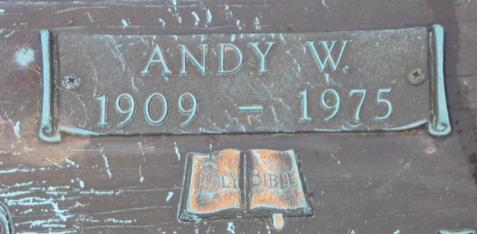 ANDY W.
1909 — 1975
HOLY BIBLE